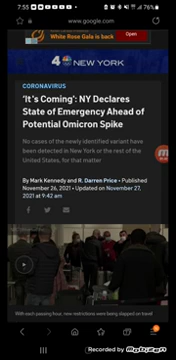 7:55
76%
www.google.com
White Rose Gala is back
Open
4 NEW YORK
CORONAVIRUS
'It's Coming': NY Declares
State of Emergency Ahead of
Potential Omicron Spike
No cases of the newly identified variant have
been detected in New York or the rest of the
United States, for that matter
By Mark Kennedy and R. Darren Price • Published
November 26, 2021 • Updated on November 27,
2021 at 9:42 am
With each passing hour, new restrictions were being slapped on travel
Recorded by Mobizen